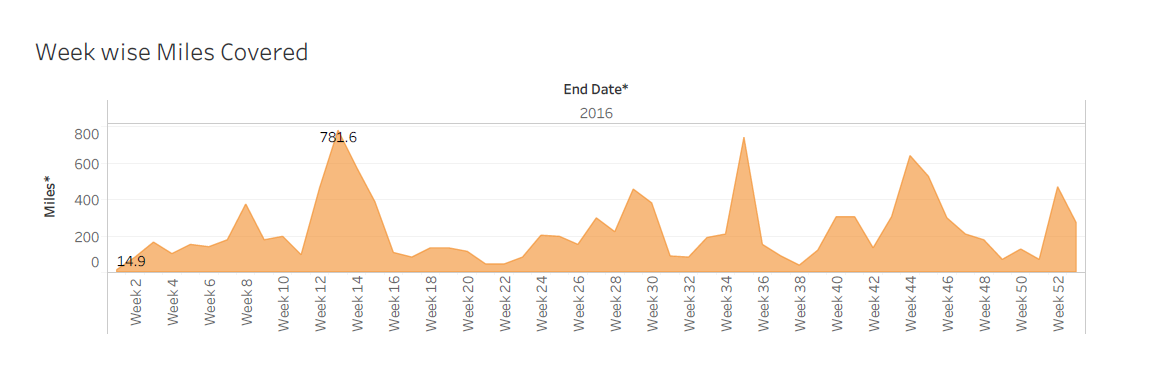 Week wise Miles Covered
End Date*
2016
Miles*
800
600
400
200
0
781.6
14.9
Week 2
Week 4
Week 6
Week 8
Week 10
Week 12
Week 14
Week 16
Week 18
Week 20
Week 22
Week 24
Week 26
Week 28
Week 30
Week 32
Week 34
Week 36
Week 38
Week 40
Week 42
Week 44
Week 46
Week 48
Week 50
Week 52